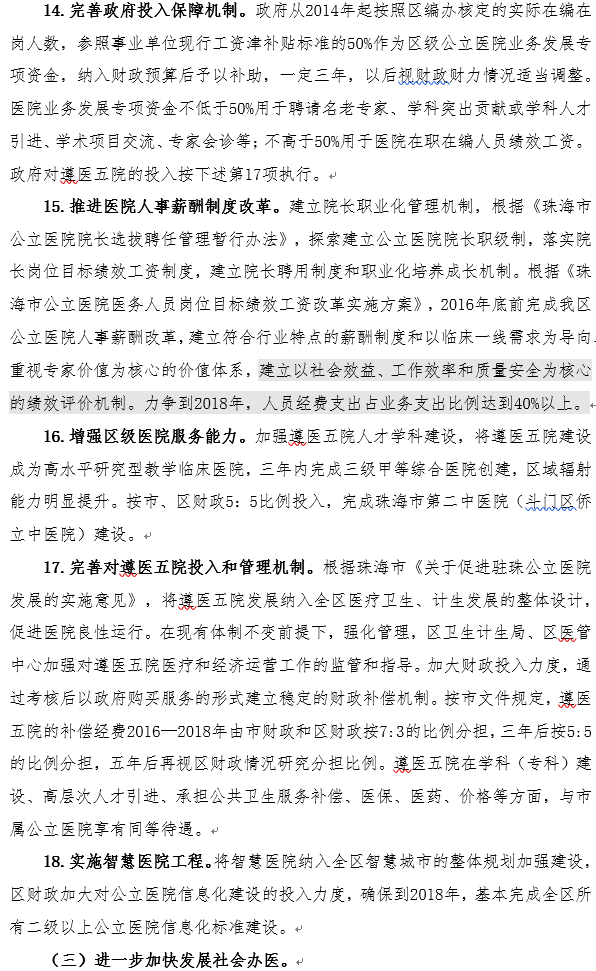 14.完善政府投入保障机制。政府从2014年起按照区编办核定的实际在编在
岗人数，参照事业单位现行工资津补贴标准的50%作为区级公立医院业务发展专
项资金，纳入财政预算后予以补助，一定三年，以后视财政财力情况适当调整。
医院业务发展专项资金不低于50%用于聘请名老专家、学科突出贡献或学科人才
引进、学术项目交流、专家会诊等；不高于50%用于医院在职在编人员绩效工资。
政府对遵医五院的投入按下述第17项执行。
15.推进医院人事薪酬制度改革。建立院长职业化管理机制，根据《珠海市
公立医院院长选拔聘任管理暂行办法》，探索建立公立医院院长职级制，落实院
长岗位目标绩效工资制度，建立院长聘用制度和职业化培养成长机制。根据《珠
海市公立医院医务人员岗位目标绩效工资改革实施方案》，2016年底前完成我区
公立医院人事薪酬改革，建立符合行业特点的薪酬制度和以临床一线需求为导向、
重视专家价值为核心的价值体系，建立以社会效益、工作效率和质量安全为核心
的绩效评价机制。力争到2018年，人员经费支出占业务支出比例达到40%以上。
16.增强区级医院服务能力。加强遵医五院人才学科建设，将遵医五院建设
成为高水平研究型教学临床医院，三年内完成三级甲等综合医院创建，区域辐射
能力明显提升。按市、区财政5：5比例投入，完成珠海市第二中医院（斗门区侨
立中医院）建设。
17.完善对遵医五院投入和管理机制。根据珠海市《关于促进驻珠公立医院
发展的实施意见》，将遵医五院发展纳入全区医疗卫生、计生发展的整体设计，
促进医院良性运行。在现有体制不变前提下，强化管理，区卫生计生局、区医管
中心加强对遵医五院医疗和经济运营工作的监管和指导。加大财政投入力度，通
过考核后以政府购买服务的形式建立稳定的财政补偿机制。按市文件规定，遵医
五院的补偿经费2016—2018年由市财政和区财政按7:3的比例分担，三年后按5:5
的比例分担，五年后再视区财政情况研究分担比例。遵医五院在学科（专科）建
设、高层次人才引进、承担公共卫生服务补偿、医保、医药、价格等方面，与市
属公立医院享有同等待遇。
18.实施智慧医院工程。将智慧医院纳入全区智慧城市的整体规划加强建设，
区财政加大对公立医院信息化建设的投入力度，确保到2018年，基本完成全区所
有二级以上公立医院信息化标准建设。
（三）进一步加快发展社会办医。